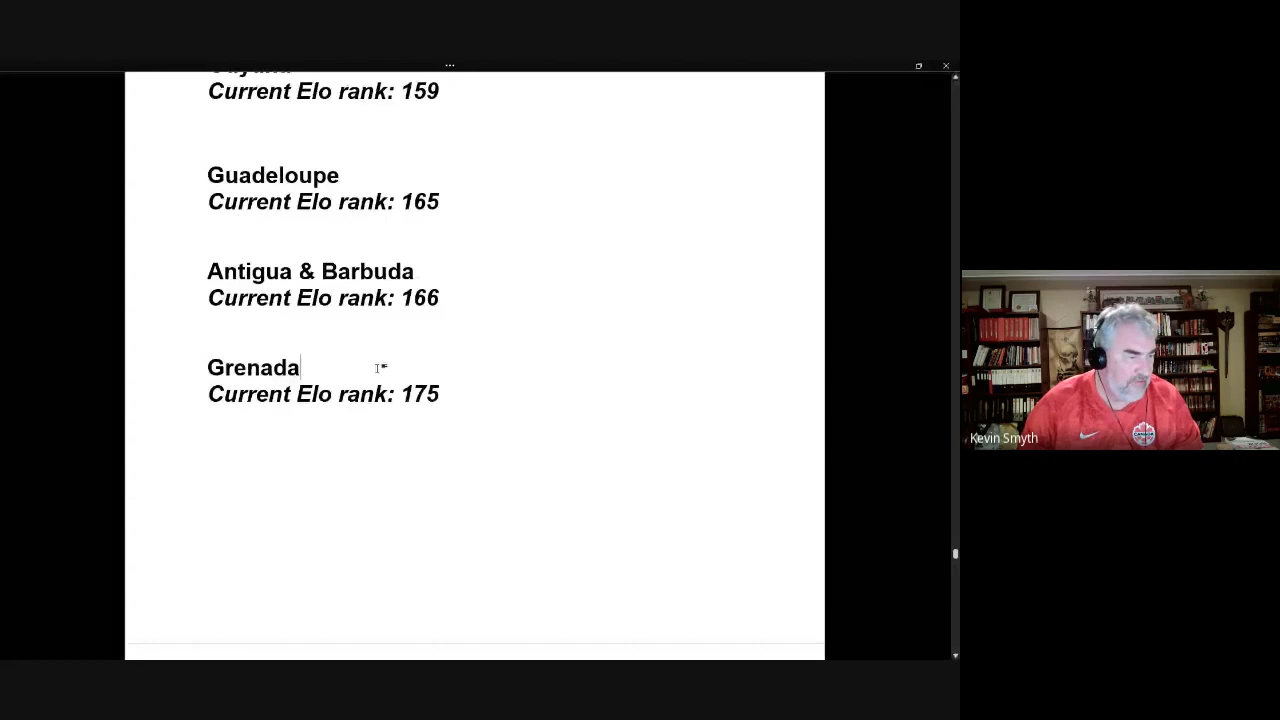 Current Elo rank: 159
Guadeloupe
Current Elo rank: 165
Antigua & Barbuda
Current Elo rank: 166
Grenada
Current Elo rank: 175
CANADA
Kevin Smyth